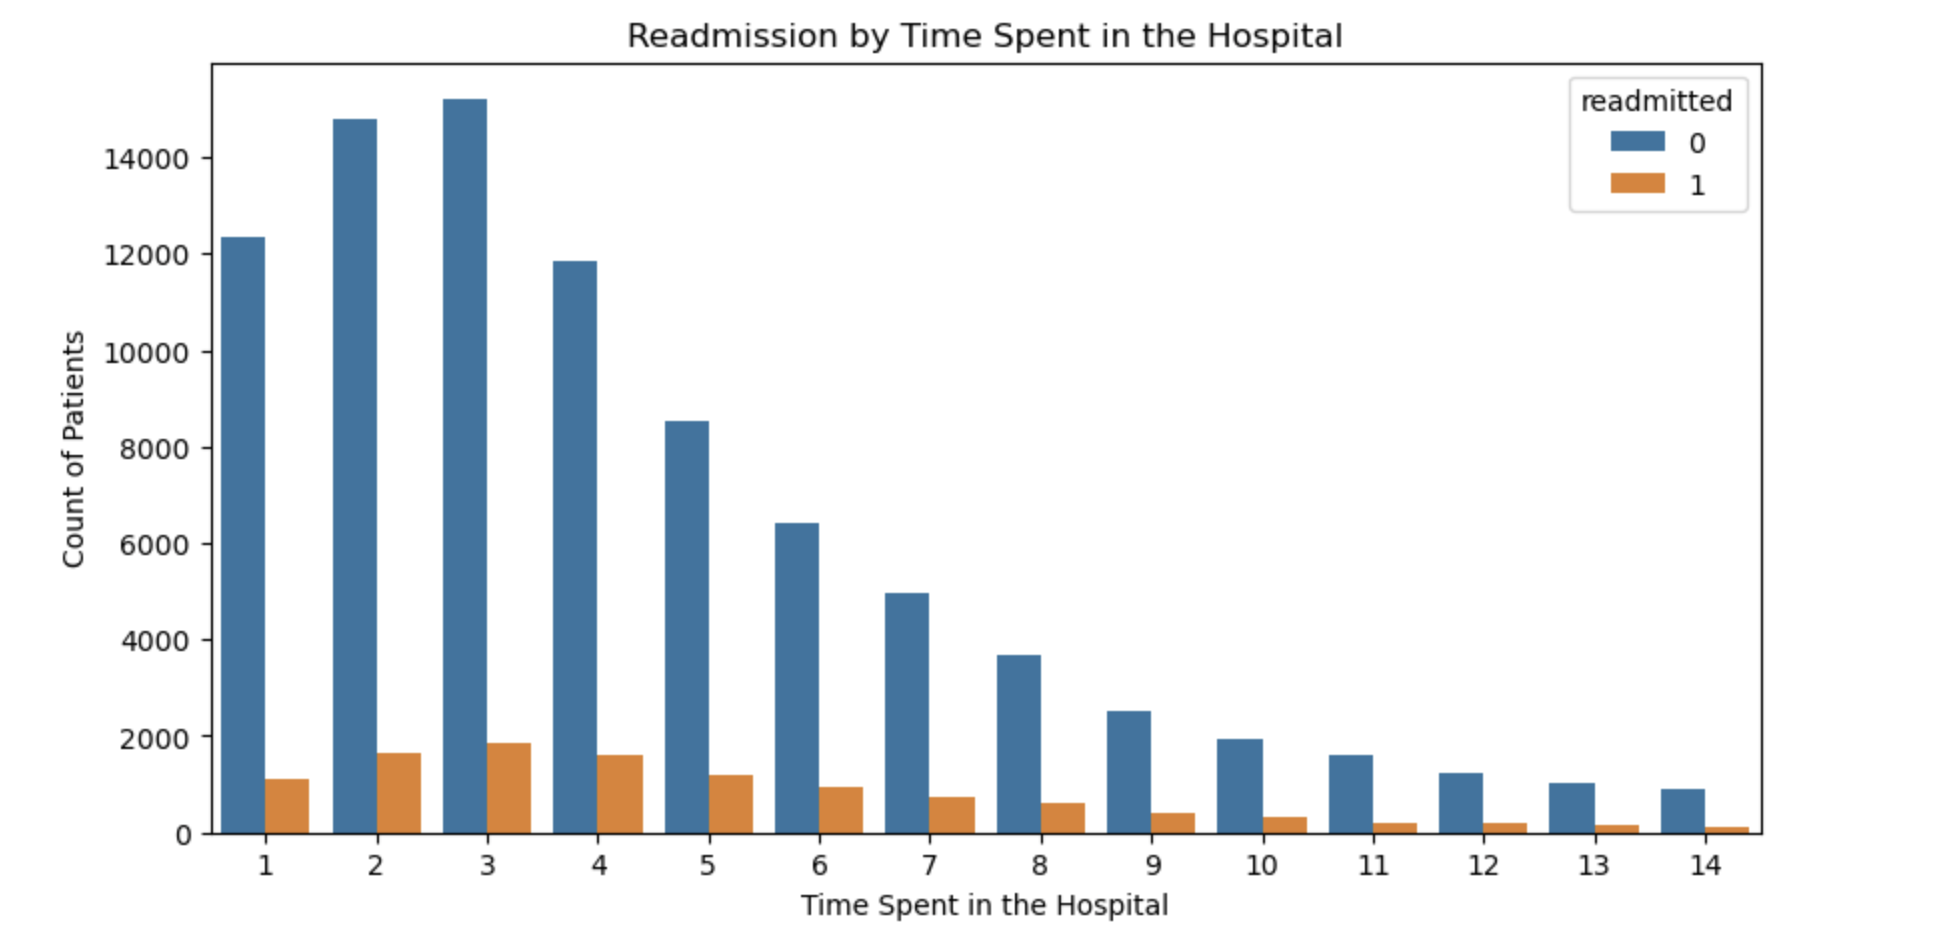 Readmission by Time Spent in the Hospital
readmitted
0
1
Count of Patients
14000
12000
10000
8000
6000
4000
2000
0
1 2 3 4 5 6 7 8 9 10 11 12 13 14
Time Spent in the Hospital